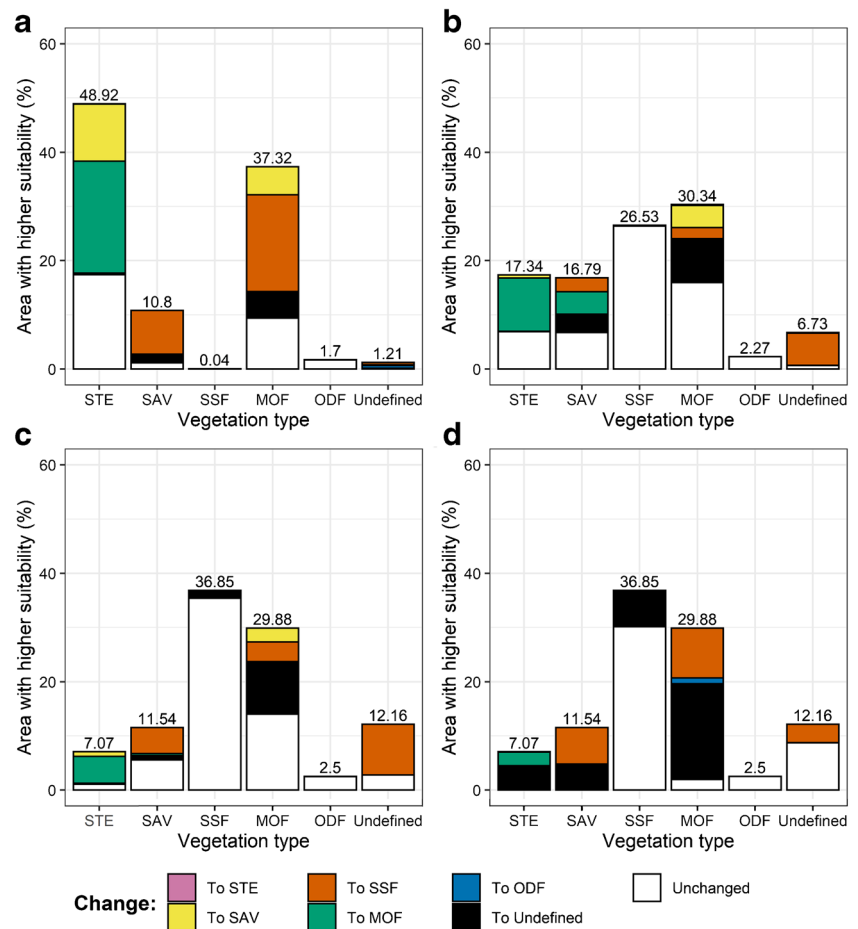 a
Area with higher suitability (%)
60
40
20
0
48.92
10.8
0.04
37.32
1.7
1.21
STE SAV SSF MOF ODF Undefined
Vegetation type
b
Area with higher suitability (%)
60
40
20
0
17.34
16.79
26.53
30.34
2.27
6.73
STE SAV SSF MOF ODF Undefined
Vegetation type
c
Area with higher suitability (%)
60
40
20
0
7.07
11.54
36.85
29.88
2.5
12.16
STE SAV SSF MOF ODF Undefined
Vegetation type
d
Area with higher suitability (%)
60
40
20
0
7.07
11.54
36.85
29.88
2.5
12.16
STE SAV SSF MOF ODF Undefined
Vegetation type
Change:
To STE To SSF To ODF Unchanged
To SAV To MOF To Undefined